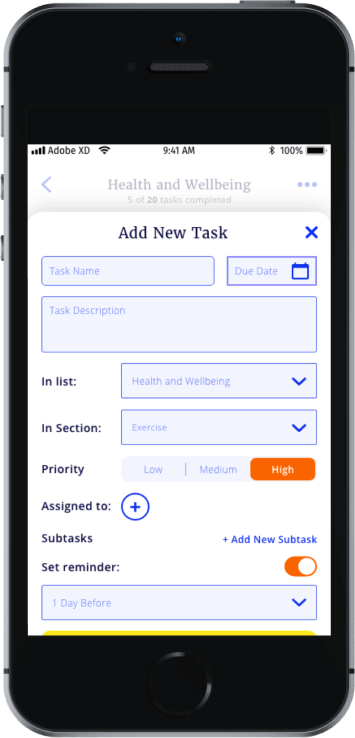 Adobe XD 9:41 AM 100%
Health and Wellbeing
5 of 20 tasks completed
Add New Task
Task Name Due Date
Task Description
In list: Health and Wellbeing
In Section: Exercise
Priority Low Medium High
Assigned to:
Subtasks + Add New Subtask
Set reminder:
1 Day Before